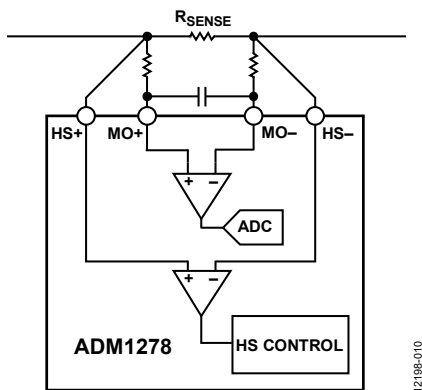 RSENSE
HS+ MO+ MO– HS–
+ –
ADC
+ –
ADM1278
HS CONTROL
12198-010